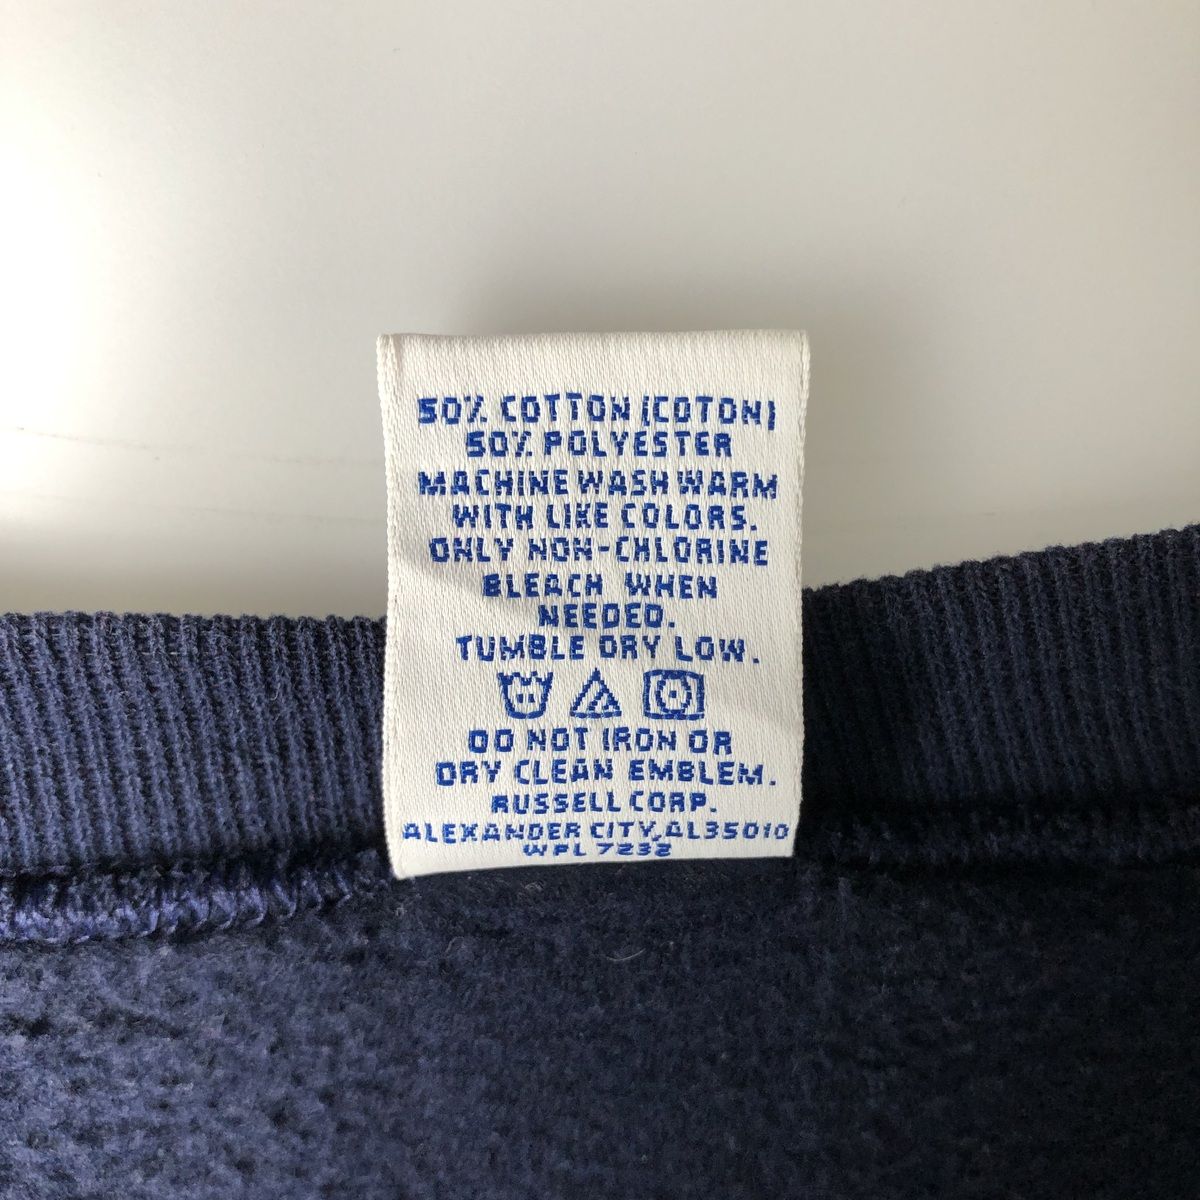 50% COTTON (COTON)
50% POLYESTER
MACHINE WASH WARM
WITH LIKE COLORS.
ONLY NON-CHLORINE
BLEACH WHEN
NEEDED.
TUMBLE DRY LOW.
DO NOT IRON OR
DRY CLEAN EMBLEM.
RUSSELL CORP.
ALEXANDER CITY, AL35010
WPL 7232